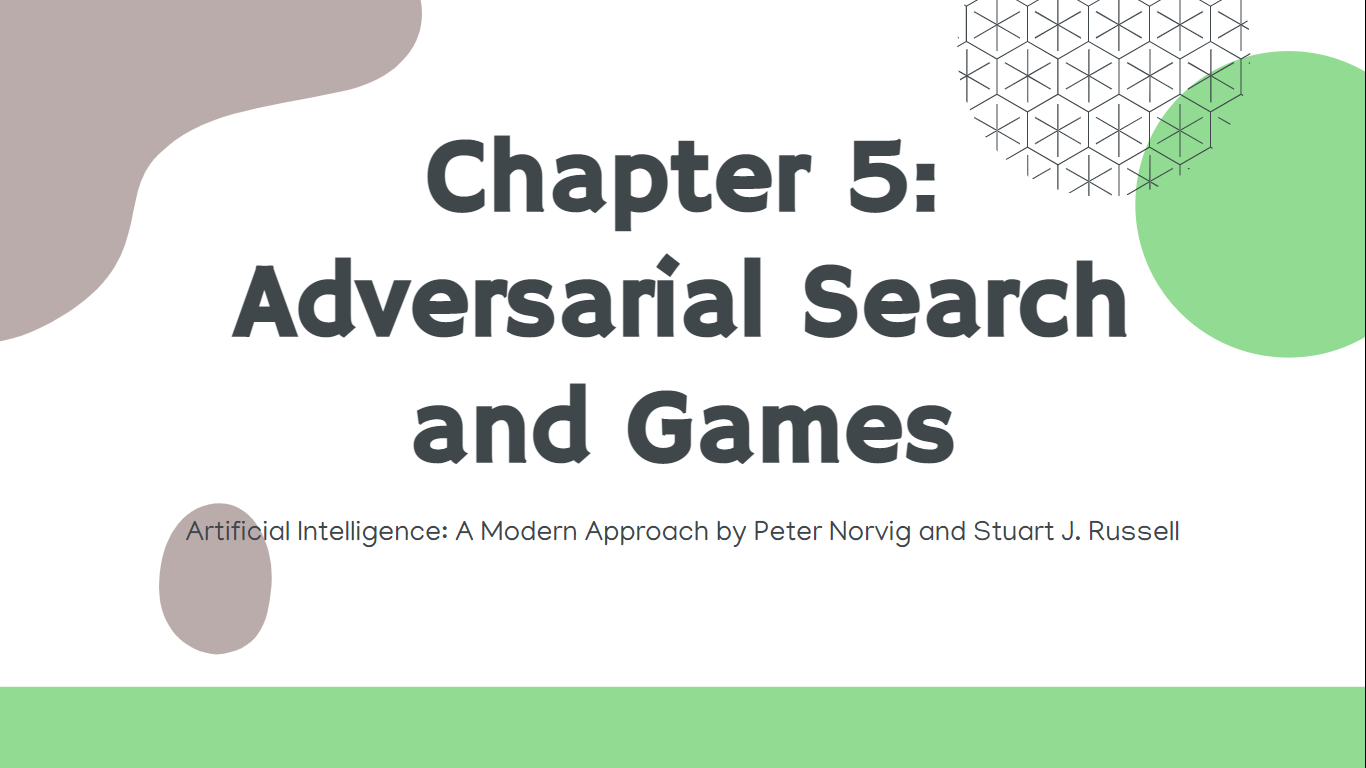 Chapter 5:
Adversarial Search
and Games
Artificial Intelligence: A Modern Approach by Peter Norvig and Stuart J. Russell